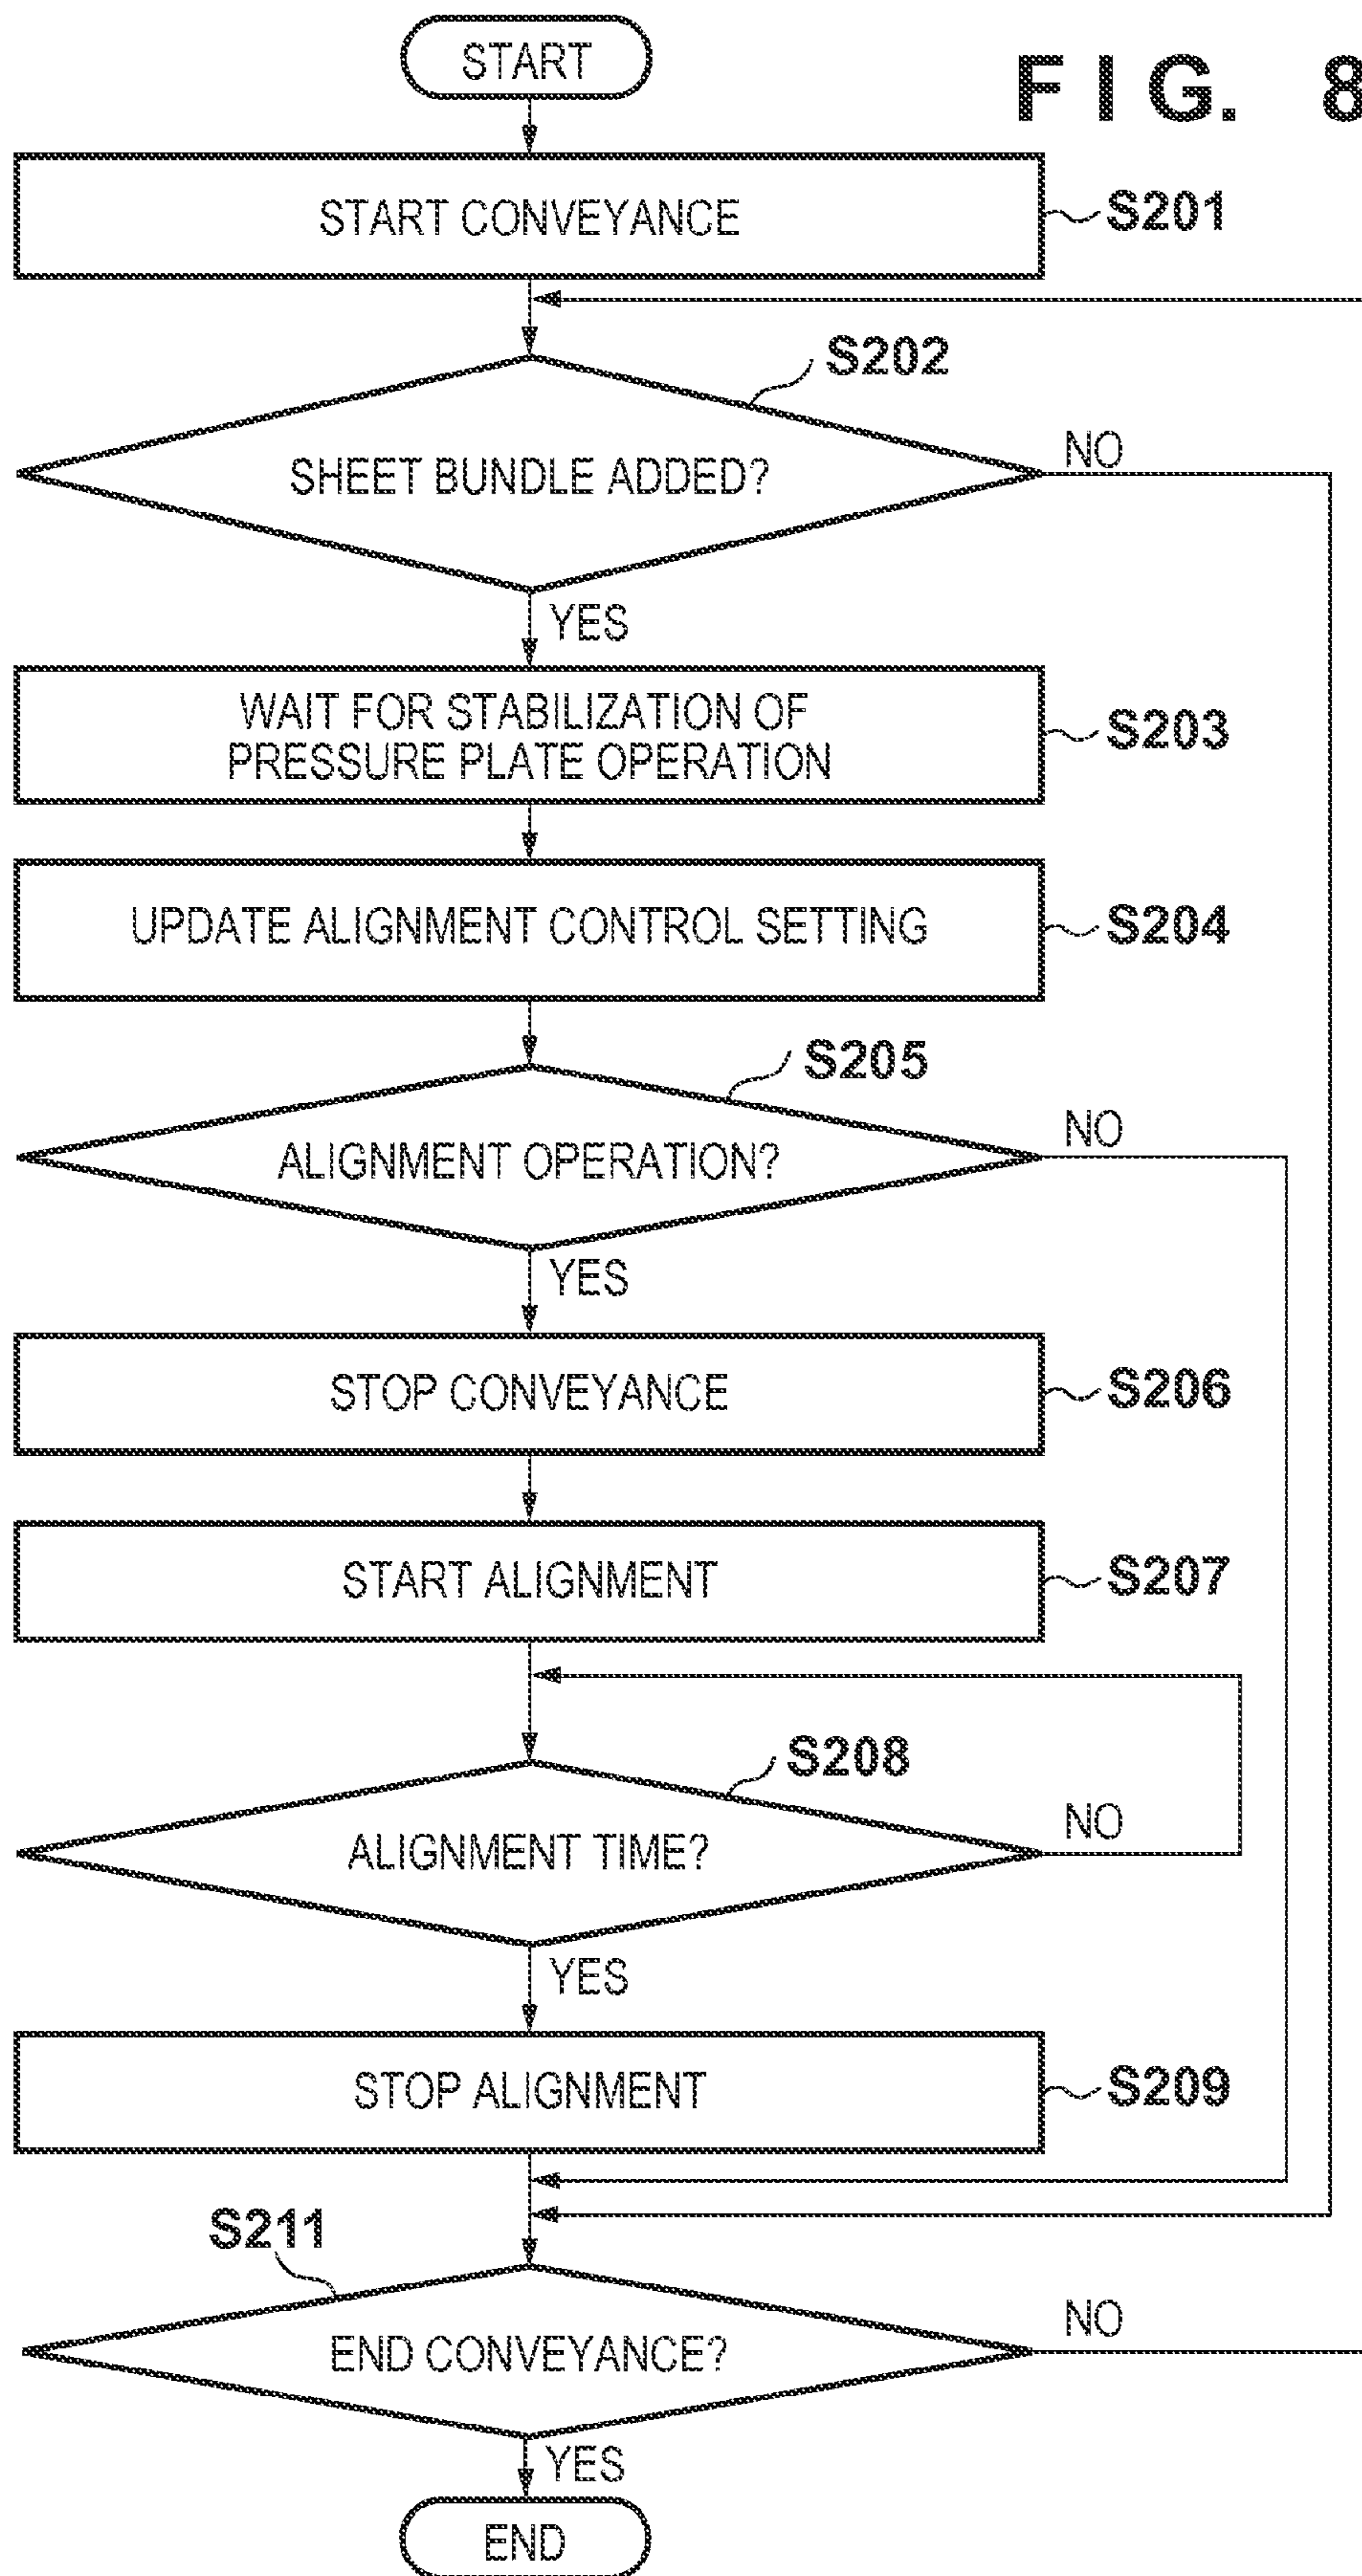 START
F I G. 8
START CONVEYANCE
S201
S202
SHEET BUNDLE ADDED?
NO
YES
WAIT FOR STABILIZATION OF
PRESSURE PLATE OPERATION
S203
UPDATE ALIGNMENT CONTROL SETTING
S204
S205
ALIGNMENT OPERATION?
NO
YES
STOP CONVEYANCE
S206
START ALIGNMENT
S207
S208
ALIGNMENT TIME?
NO
YES
STOP ALIGNMENT
S209
S211
END CONVEYANCE?
NO
YES
END